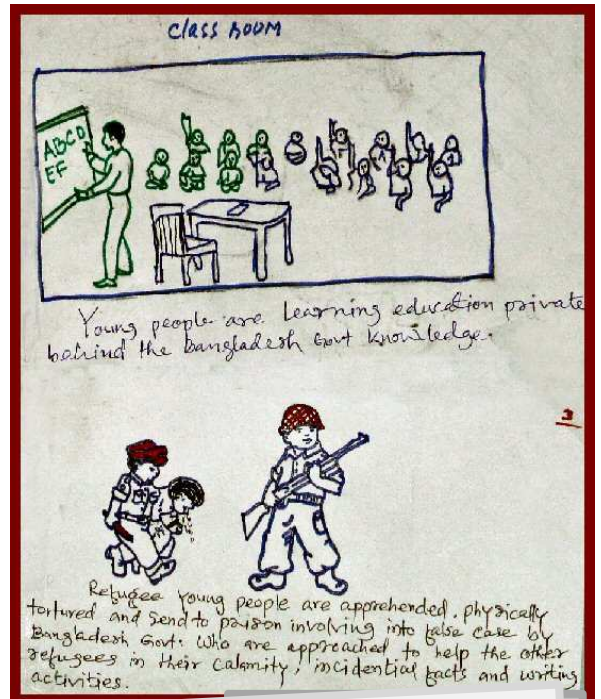 Class ROOM
ABCD
EF
Young people are Learning education private
behind the Bangladesh Govt knowledge.
3
Refugee young people are apprehended, physically
tortured and send to prison involving into false case by
Bangladesh Govt: who are approached to help the other
refugees in their calamity, incidential facts and writing
activities.